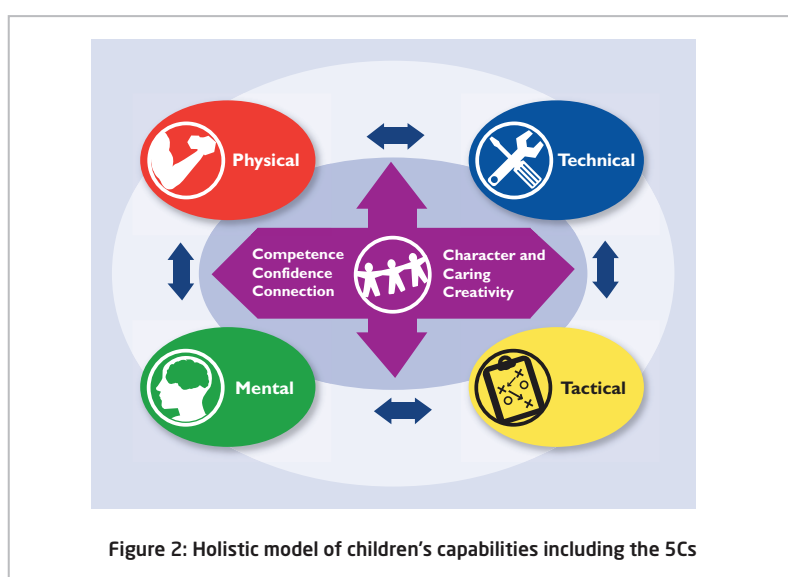 Physical
Technical
Competence
Confidence
Connection
Character and
Caring
Creativity
Mental
Tactical
Figure 2: Holistic model of children's capabilities including the 5Cs